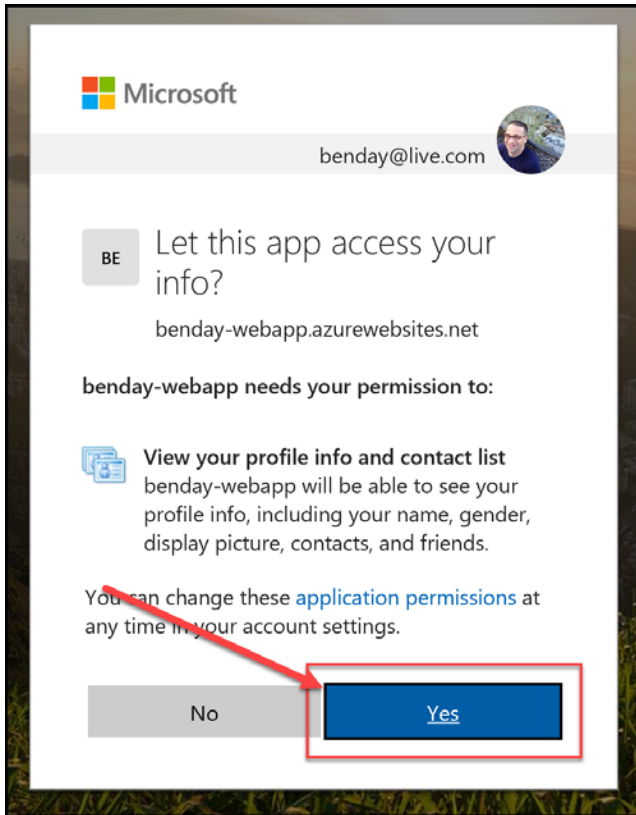 Microsoft
benday@live.com
BE
Let this app access your
info?
benday-webapp.azurewebsites.net
benday-webapp needs your permission to:
View your profile info and contact list
benday-webapp will be able to see your
profile info, including your name, gender,
display picture, contacts, and friends.
You can change these application permissions at
any time in your account settings.
No
Yes